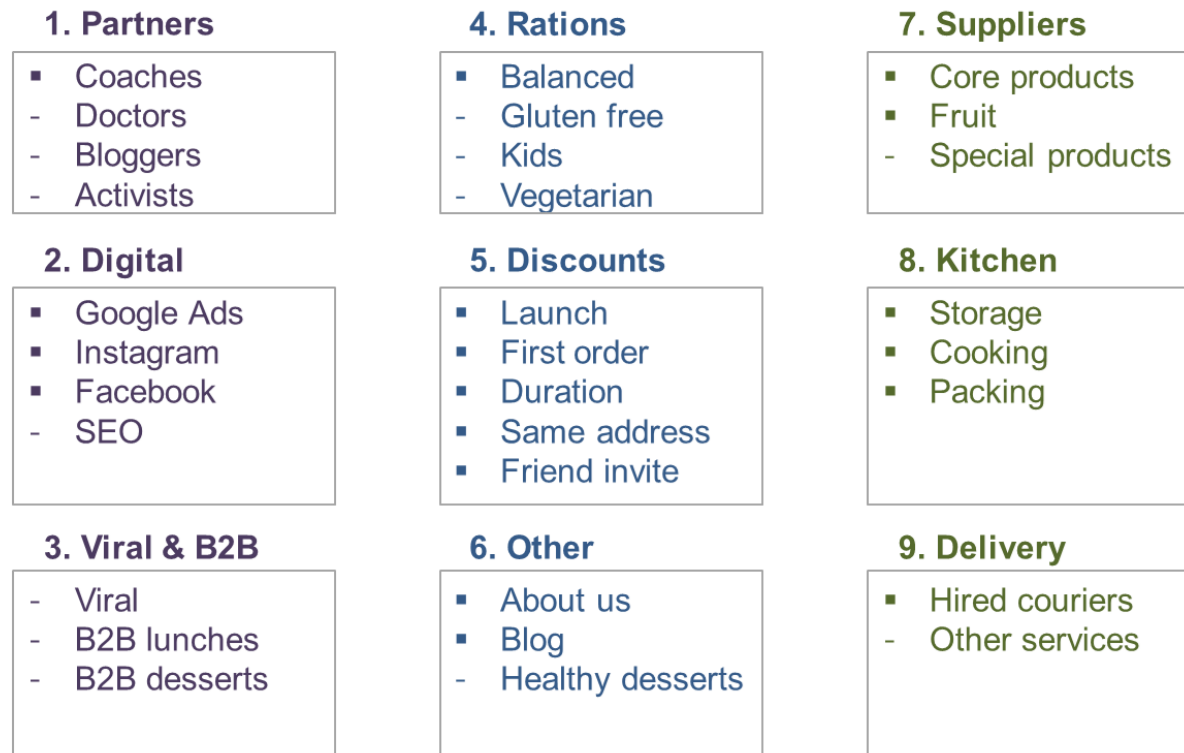 1. Partners
▪ Coaches
- Doctors
- Bloggers
- Activists
2. Digital
▪ Google Ads
▪ Instagram
▪ Facebook
- SEO
3. Viral & B2B
- Viral
- B2B lunches
- B2B desserts
4. Rations
▪ Balanced
- Gluten free
- Kids
- Vegetarian
5. Discounts
▪ Launch
▪ First order
▪ Duration
▪ Same address
▪ Friend invite
6. Other
▪ About us
▪ Blog
- Healthy desserts
7. Suppliers
▪ Core products
▪ Fruit
- Special products
8. Kitchen
▪ Storage
▪ Cooking
▪ Packing
9. Delivery
▪ Hired couriers
- Other services